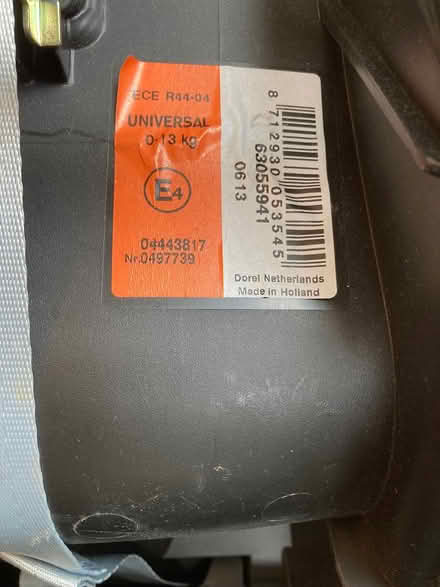 ECE R44-04
UNIVERSAL
0-13 kg
E4
04443817
Nr.0497739
8 712930 053545
63055941
0613
Dorel Netherlands
Made in Holland